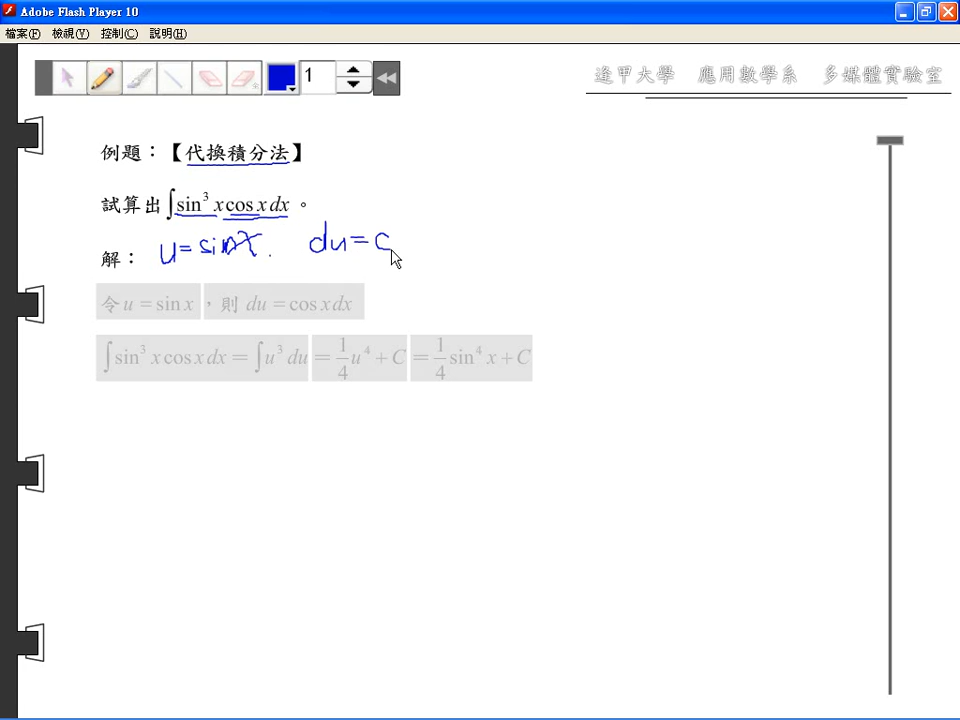 Adobe Flash Player 10
檔案(F) 檢視(V) 控制(C) 說明(H)
1
逢甲大學 應用數學系 多媒體實驗室
例題：【代換積分法】
試算出 ∫sin³ x cos x dx 。
解： u = sin x . du = c
令 u = sin x ，則 du = cos x dx
∫sin³ x cos x dx = ∫u³ du = 1/4 u⁴ + C = 1/4 sin⁴ x + C